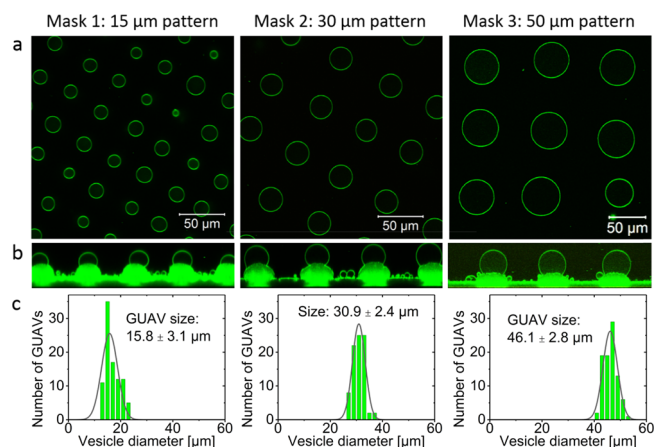 Mask 1: 15 µm pattern Mask 2: 30 µm pattern Mask 3: 50 µm pattern
a
50 µm 50 µm 50 µm
b
c
Number of GUAVs
30
20
10
0
GUAV size:
15.8 ± 3.1 µm
0 20 40 60
Vesicle diameter [µm]
Number of GUAVs
30
20
10
0
Size: 30.9 ± 2.4 µm
0 20 40 60
Vesicle diameter [µm]
Number of GUAVs
30
20
10
0
GUAV size:
46.1 ± 2.8 µm
0 20 40 60
Vesicle diameter [µm]